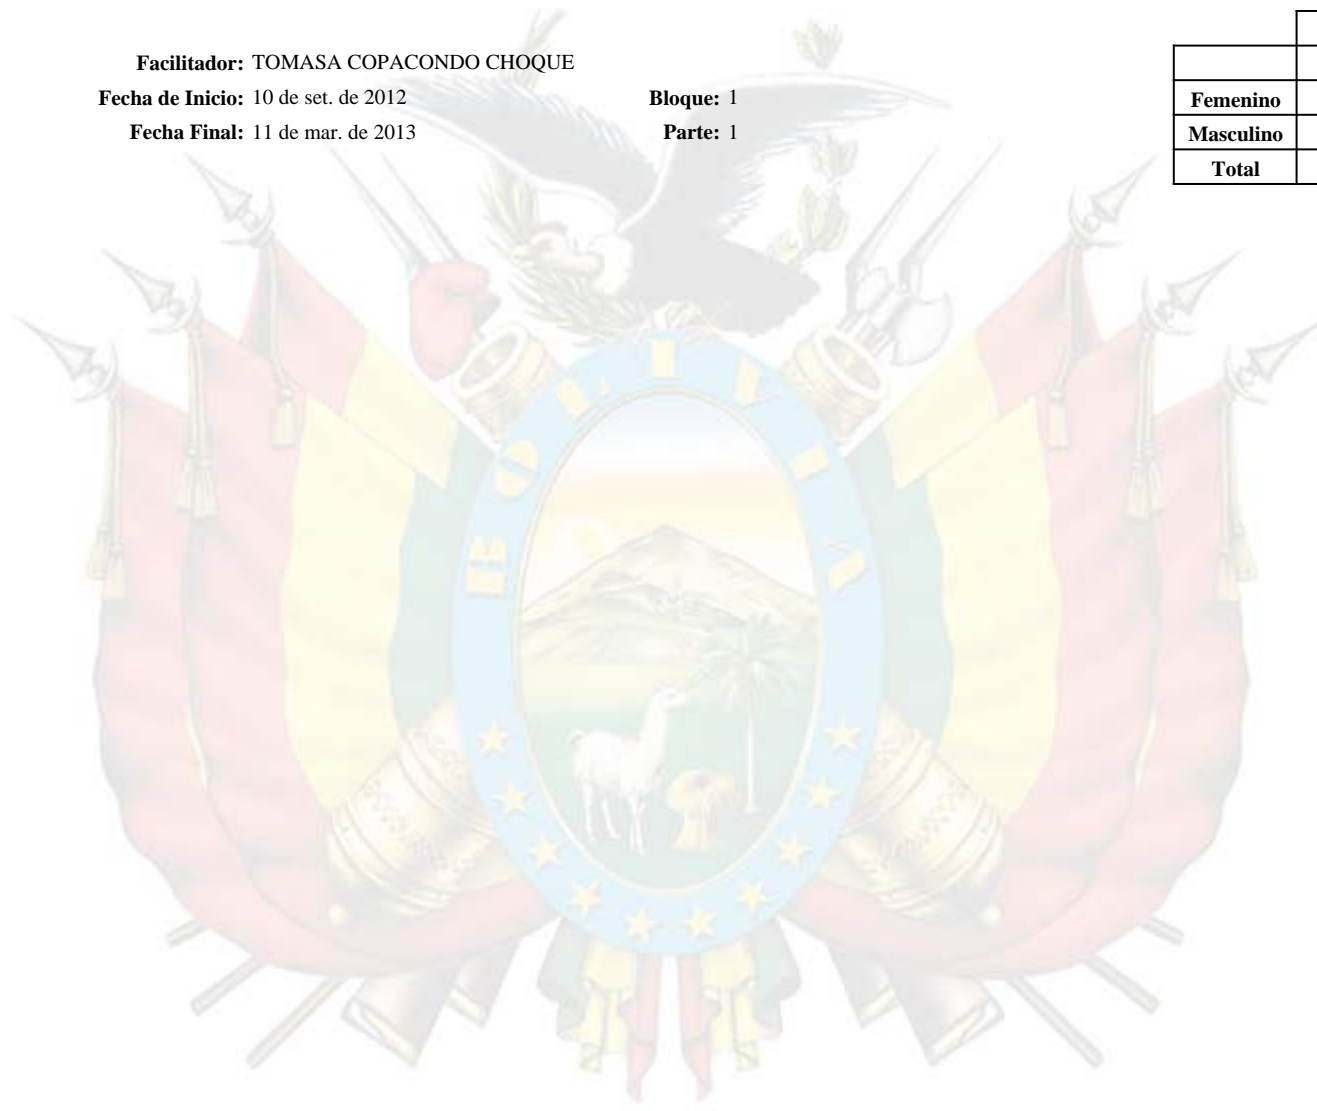 Facilitador: TOMASA COPACONDO CHOQUE
Fecha de Inicio: 10 de set. de 2012 Bloque: 1
Fecha Final: 11 de mar. de 2013 Parte: 1
Femenino
Masculino
Total
BOLIVIA